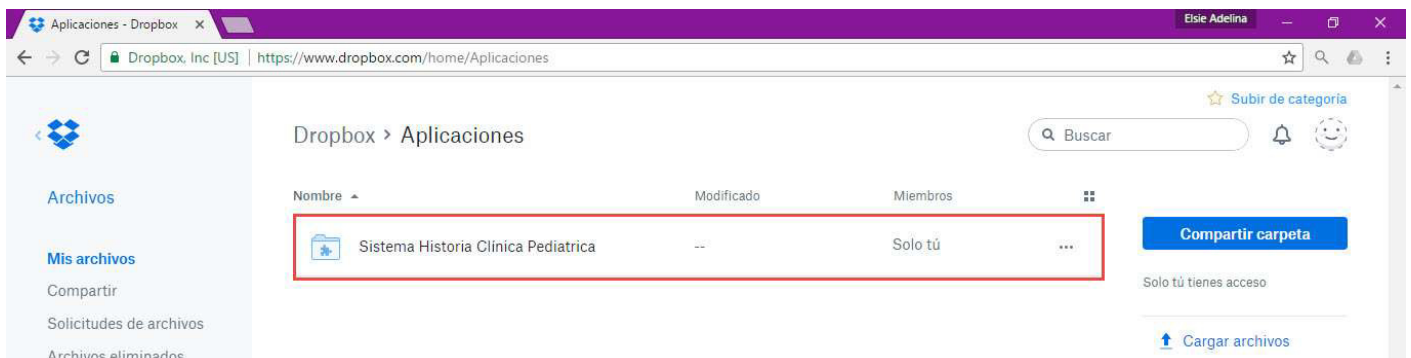 Aplicaciones - Dropbox
Elsie Adelina
Dropbox, Inc [US] | https://www.dropbox.com/home/Aplicaciones
Subir de categoría
Dropbox > Aplicaciones
Buscar
Archivos
Nombre Modificado Miembros
Sistema Historia Clínica Pediatrica -- Solo tú ...
Compartir carpeta
Mis archivos
Solo tú tienes acceso
Compartir
Solicitudes de archivos
Cargar archivos
Archivos eliminados